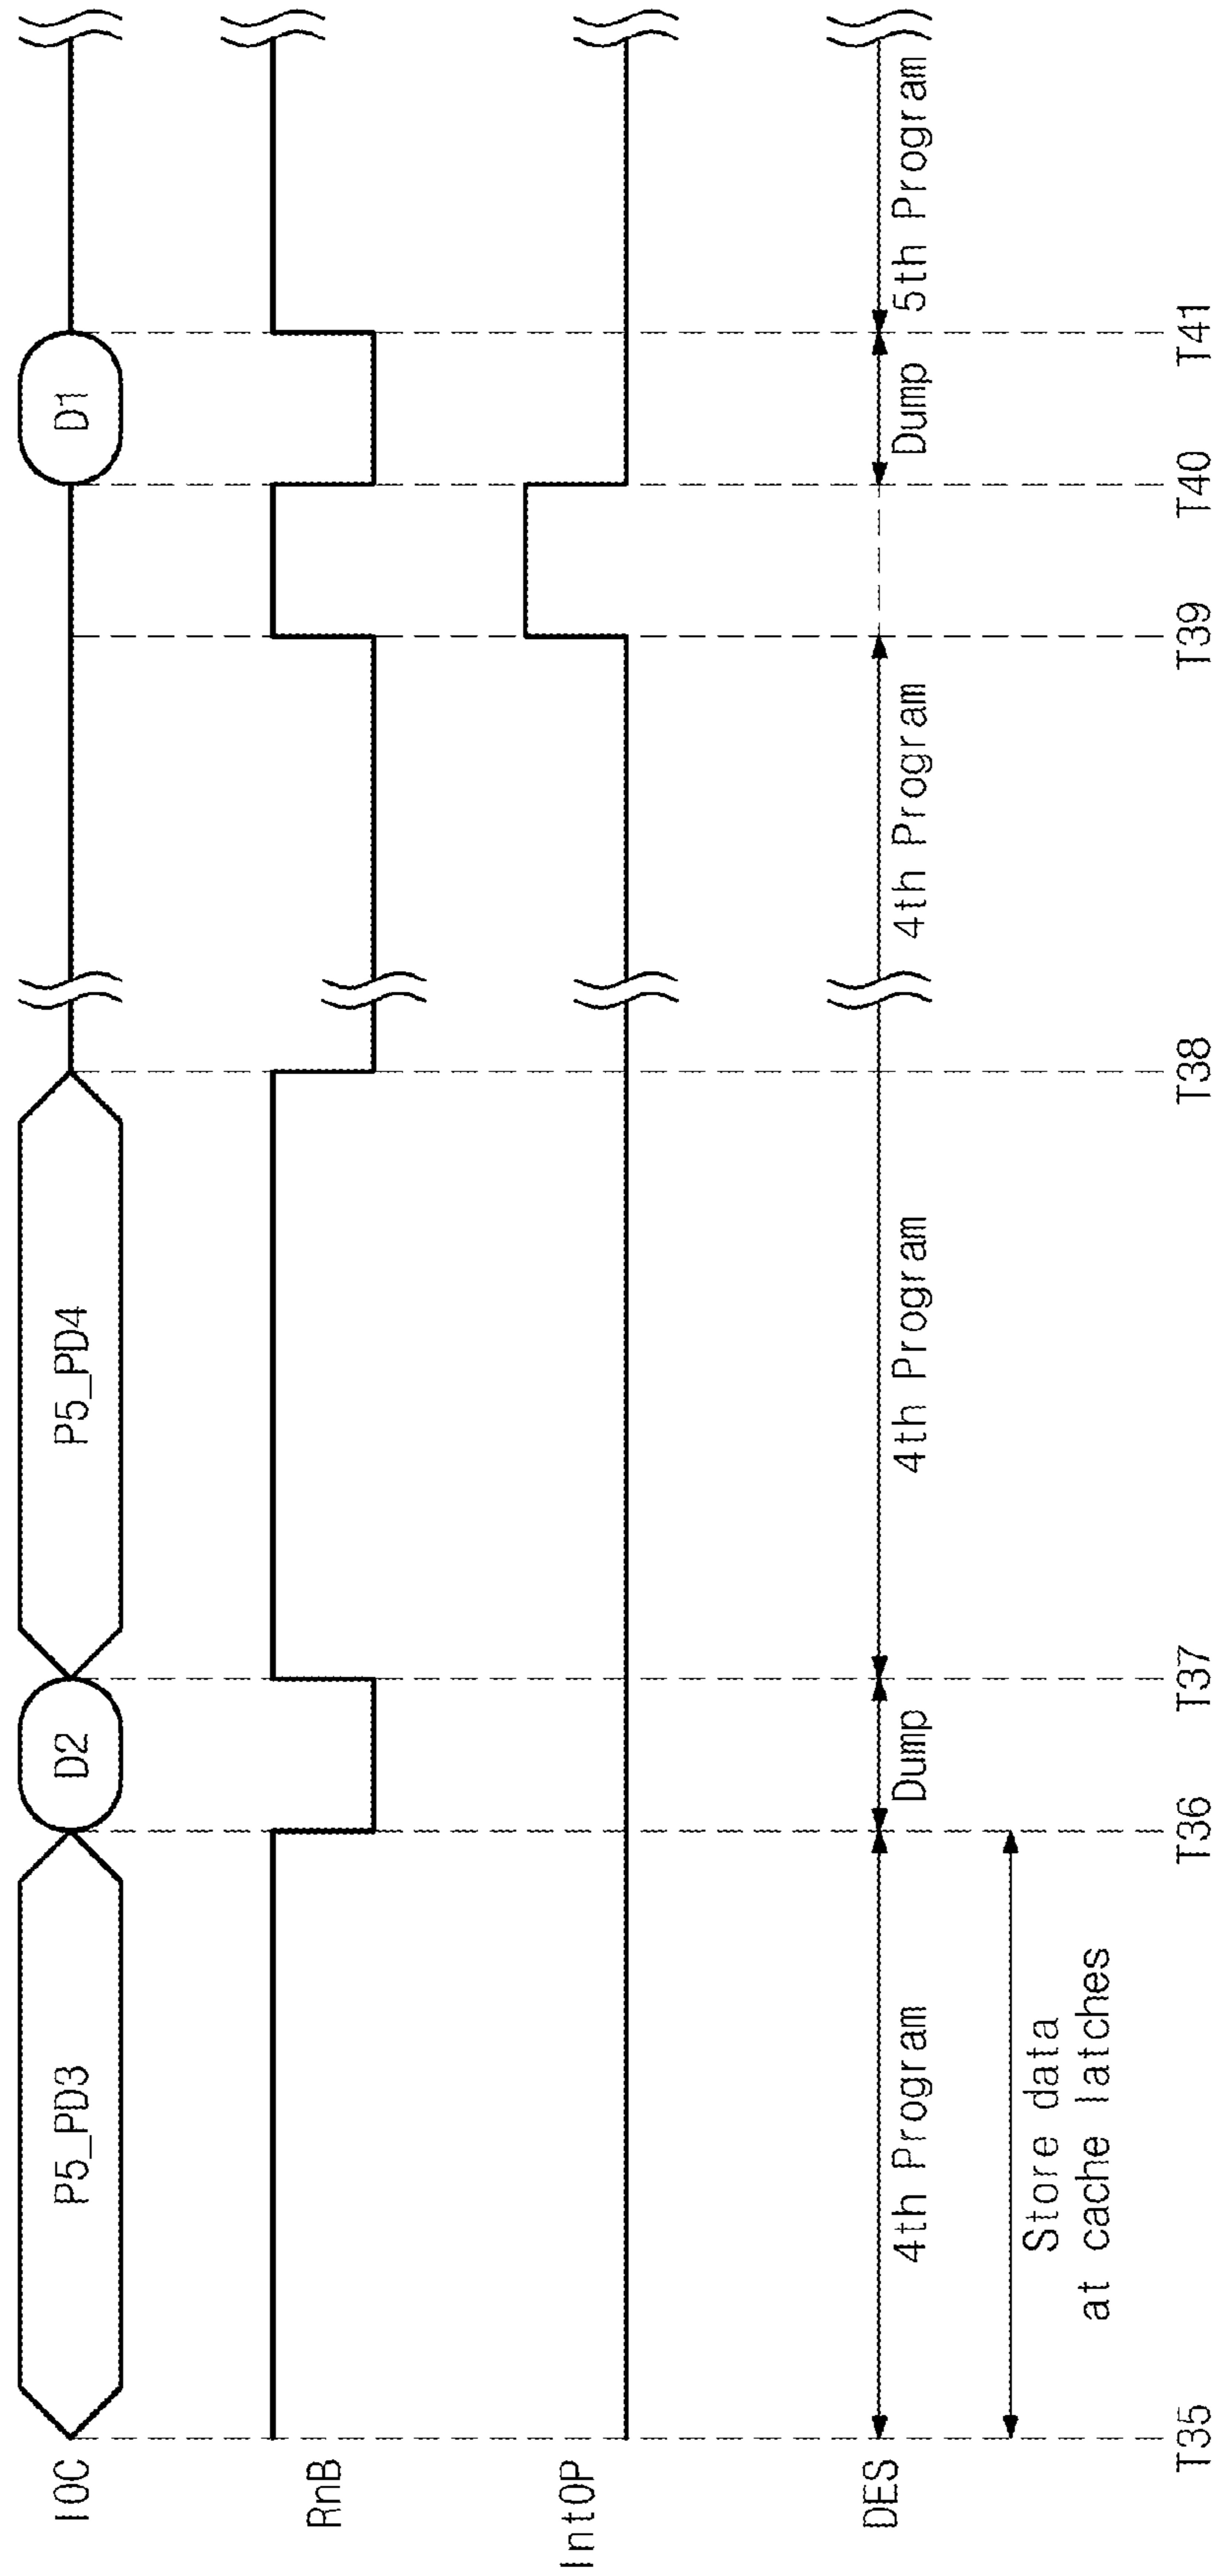 IOC
P5_PD3
D2
P5_PD4
D1
RnB
IntOP
DES
4th Program
Dump
4th Program
4th Program
Dump
5th Program
Store data
at cache latches
T35
T36
T37
T38
T39
T40
T41